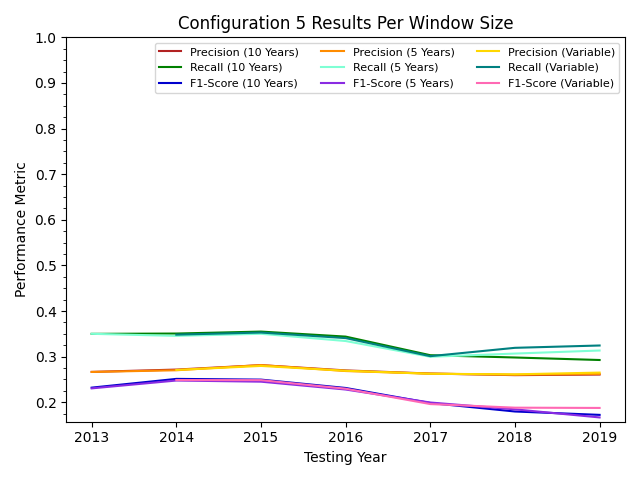 Configuration 5 Results Per Window Size
Precision (10 Years)
Recall (10 Years)
F1-Score (10 Years)
Precision (5 Years)
Recall (5 Years)
F1-Score (5 Years)
Precision (Variable)
Recall (Variable)
F1-Score (Variable)
Performance Metric
1.0
0.9
0.8
0.7
0.6
0.5
0.4
0.3
0.2
2013 2014 2015 2016 2017 2018 2019
Testing Year